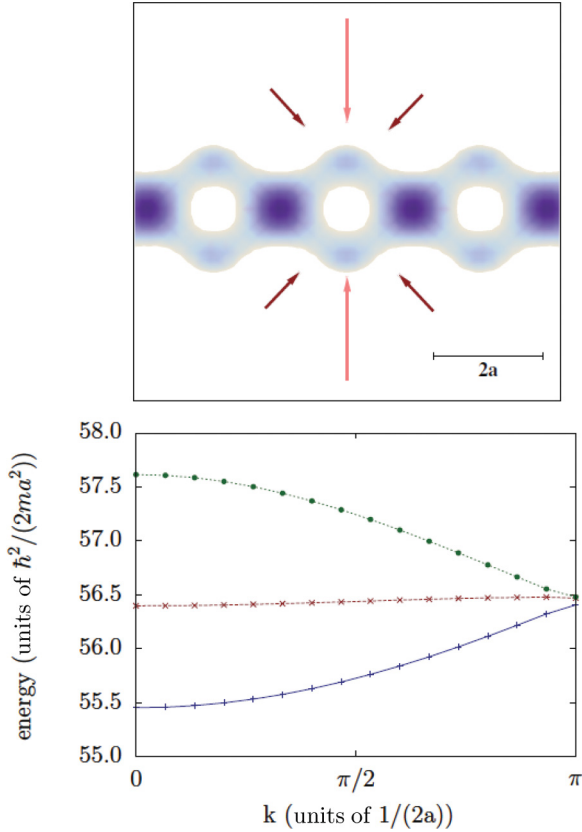 2a
58.0
57.5
57.0
56.5
56.0
55.5
55.0
energy (units of ħ²/(2ma²))
0
π/2
π
k (units of 1/(2a))